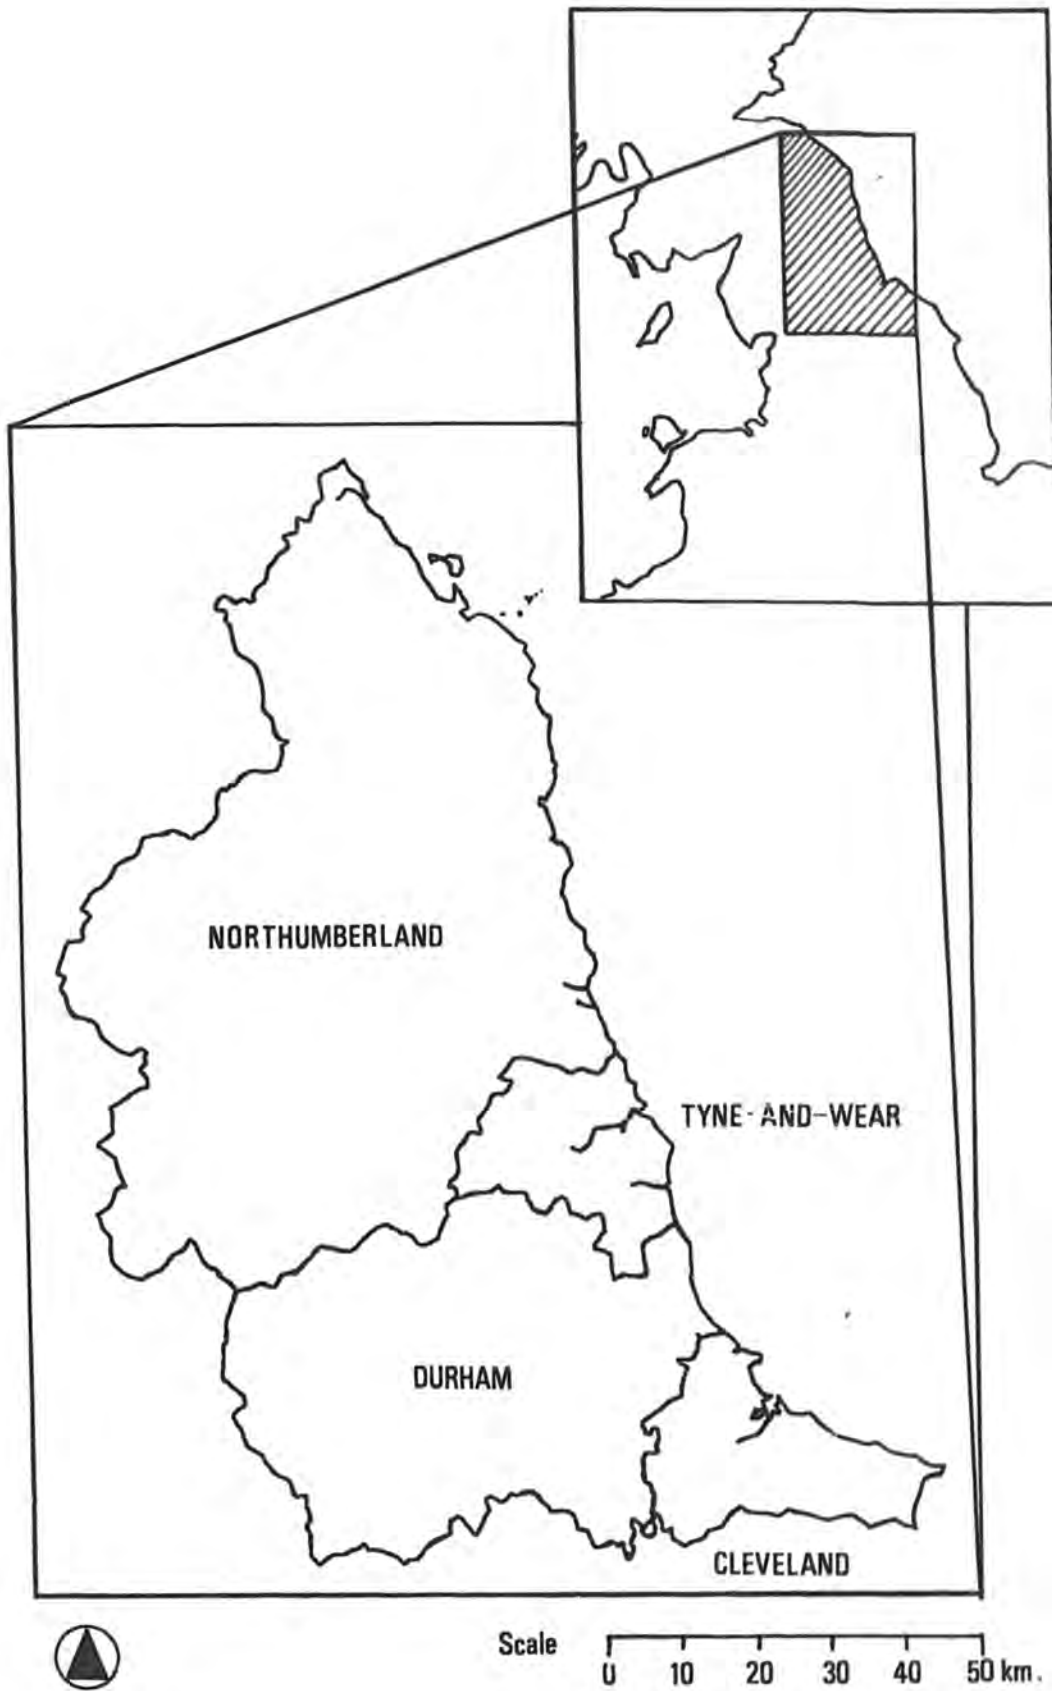 NORTHUMBERLAND
TYNE-AND-WEAR
DURHAM
CLEVELAND
Scale
0 10 20 30 40 50 km.